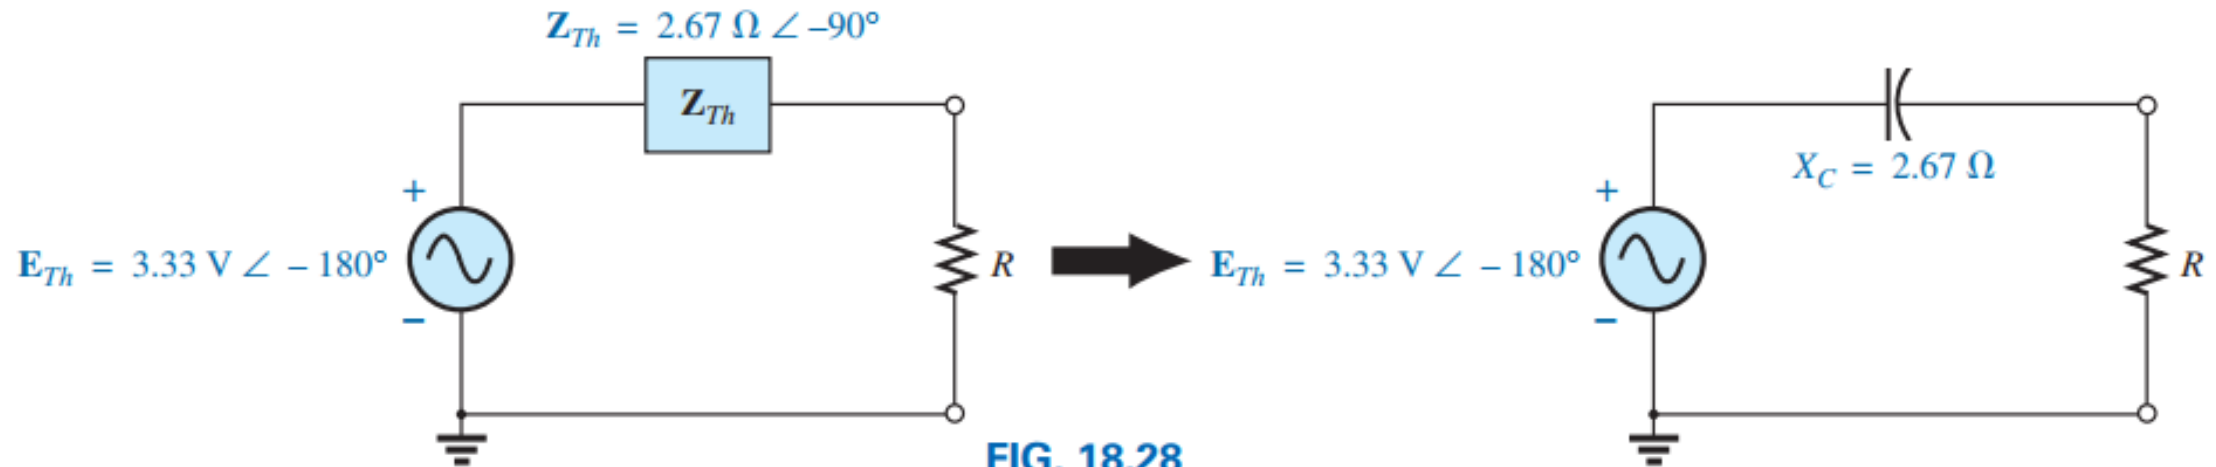 Z_Th = 2.67 Ω ∠ –90°
Z_Th
+
E_Th = 3.33 V ∠ – 180°
–
R
+
E_Th = 3.33 V ∠ – 180°
–
X_C = 2.67 Ω
R
FIG. 18.28